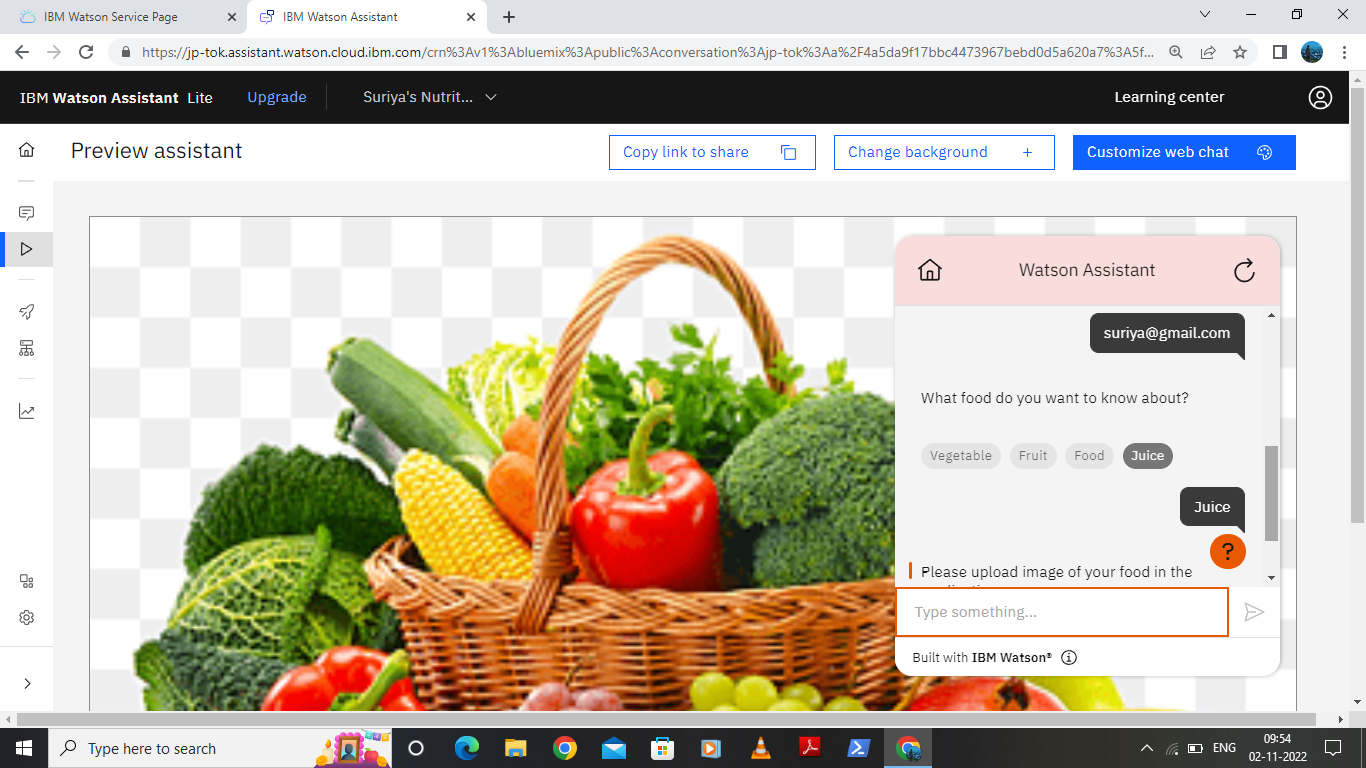 IBM Watson Service Page
IBM Watson Assistant
https://jp-tok.assistant.watson.cloud.ibm.com/crn%3Av1%3Abluemix%3Apublic%3Aconversation%3Ajp-tok%3Aa%2F4a5da9f17bbc4473967bebd0d5a620a7%3A5f...
IBM Watson Assistant Lite
Upgrade
Suriya's Nutrit...
Learning center
Preview assistant
Copy link to share
Change background +
Customize web chat
Watson Assistant
suriya@gmail.com
What food do you want to know about?
Vegetable Fruit Food Juice
Juice
?
Please upload image of your food in the
Type something...
Built with IBM Watson®
Type here to search
ENG
09:54
02-11-2022